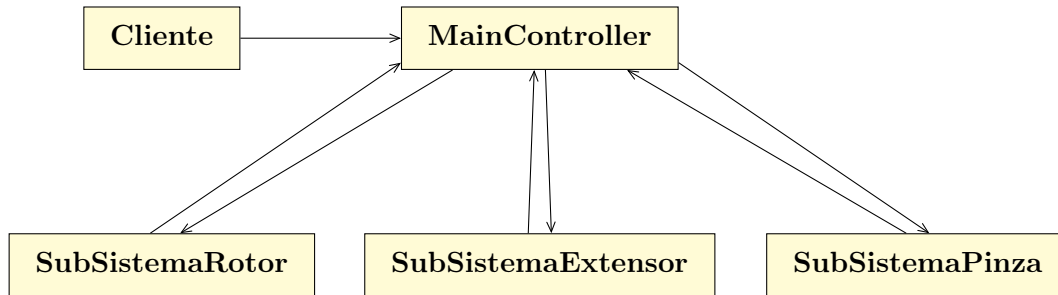 Cliente
MainController
SubSistemaRotor
SubSistemaExtensor
SubSistemaPinza